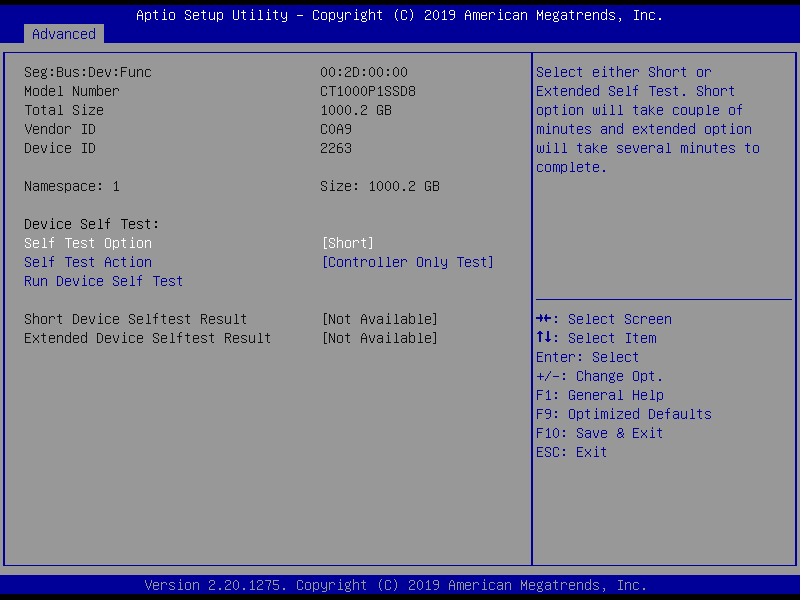 Aptio Setup Utility – Copyright (C) 2019 American Megatrends, Inc.
Advanced
Seg:Bus:Dev:Func 00:2D:00:00
Model Number CT1000P1SSD8
Total Size 1000.2 GB
Vendor ID C0A9
Device ID 2263
Namespace: 1 Size: 1000.2 GB
Device Self Test:
Self Test Option [Short]
Self Test Action [Controller Only Test]
Run Device Self Test
Short Device Selftest Result [Not Available]
Extended Device Selftest Result [Not Available]
Select either Short or
Extended Self Test. Short
option will take couple of
minutes and extended option
will take several minutes to
complete.
→←: Select Screen
↑↓: Select Item
Enter: Select
+/-: Change Opt.
F1: General Help
F9: Optimized Defaults
F10: Save & Exit
ESC: Exit
Version 2.20.1275. Copyright (C) 2019 American Megatrends, Inc.